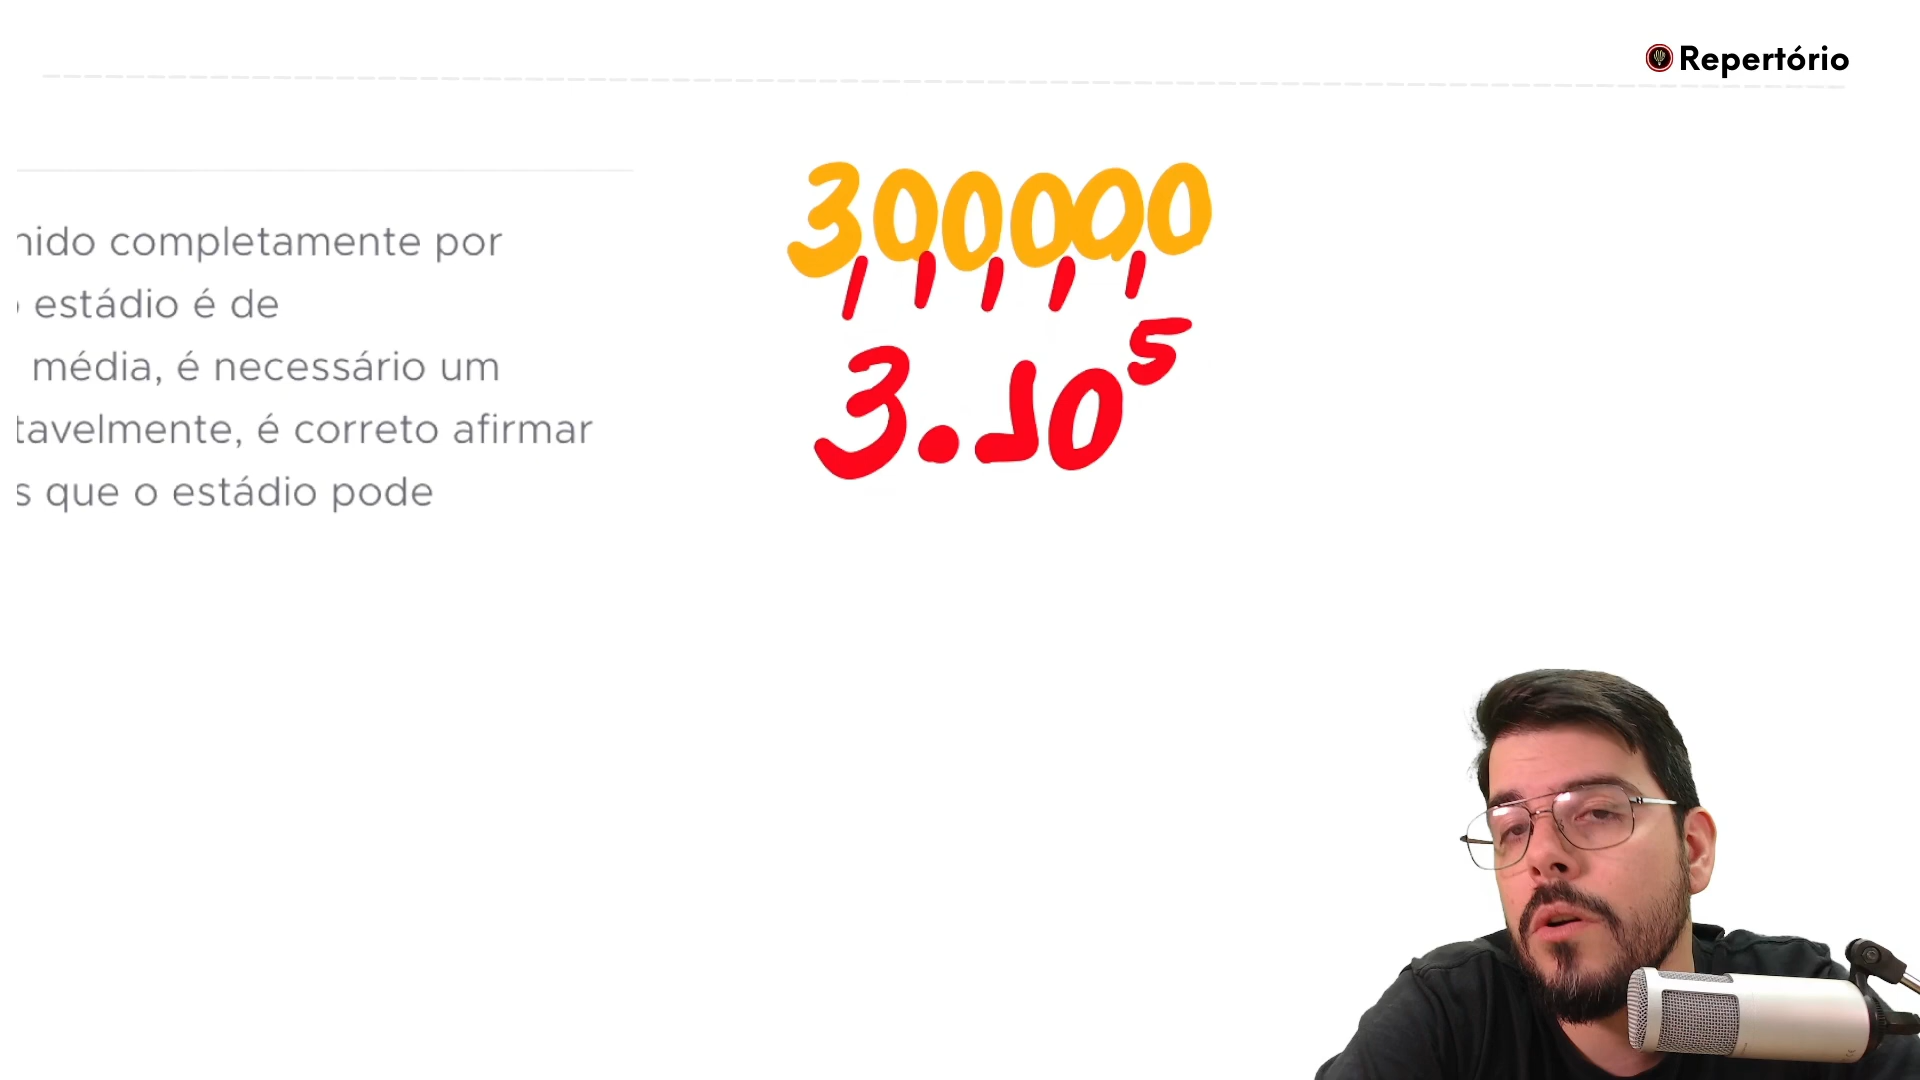 Repertório
nido completamente por
estádio é de
média, é necessário um
tavelmente, é correto afirmar
s que o estádio pode
300000
3.10⁵